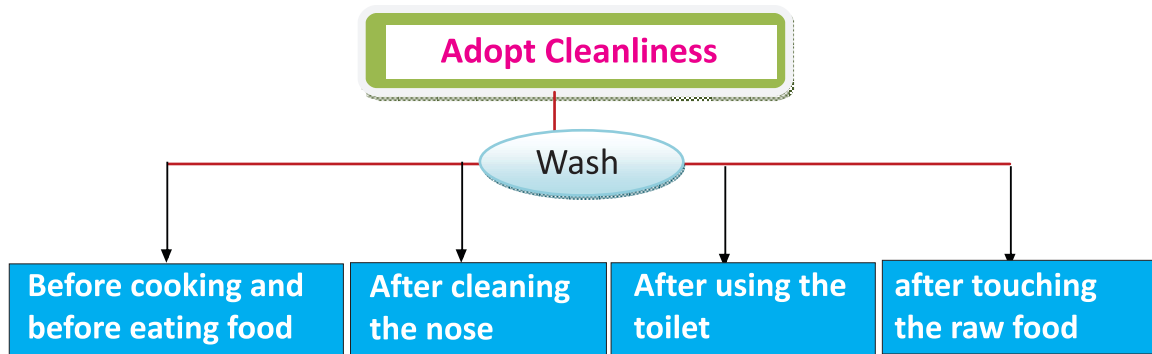 Adopt Cleanliness
Wash
Before cooking and
before eating food
After cleaning
the nose
After using the
toilet
after touching
the raw food